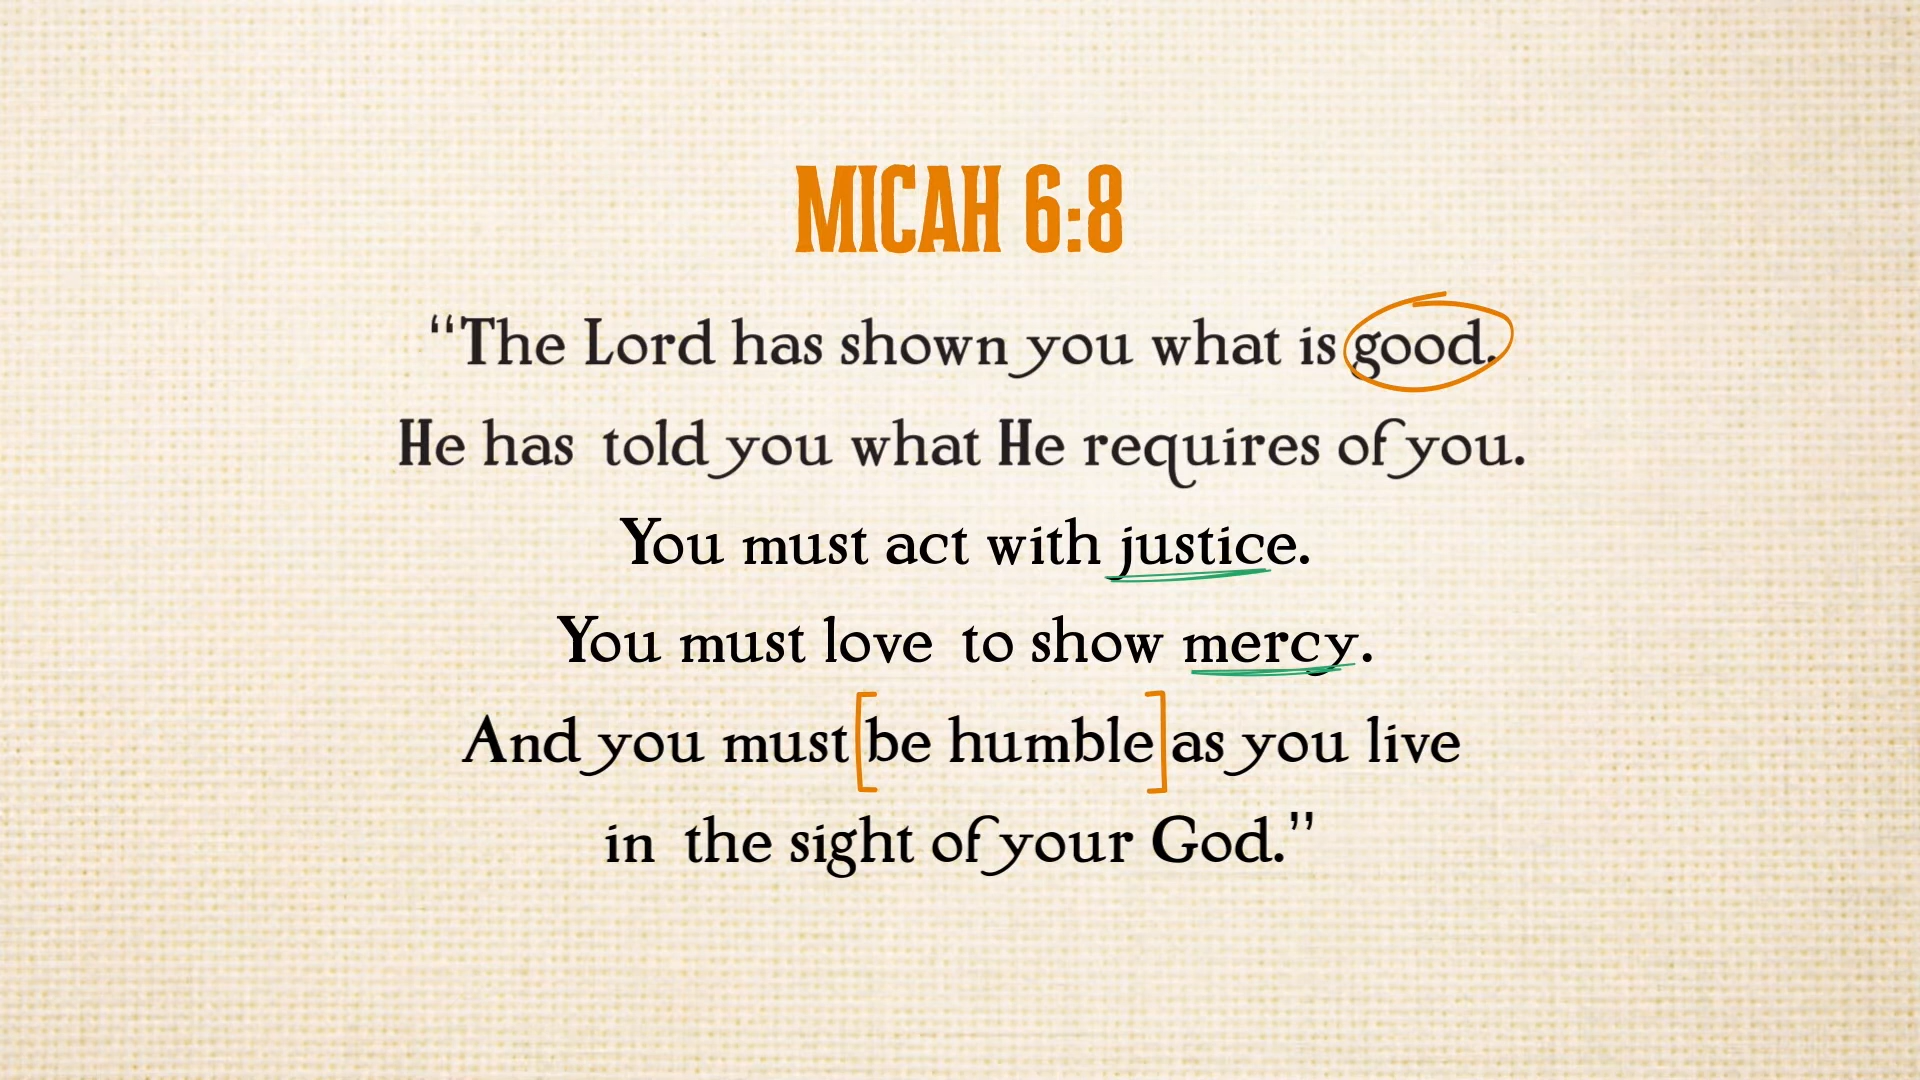 MICAH 6:8
“The Lord has shown you what is good.
He has told you what He requires of you.
You must act with justice.
You must love to show mercy.
And you must [be humble] as you live
in the sight of your God.”